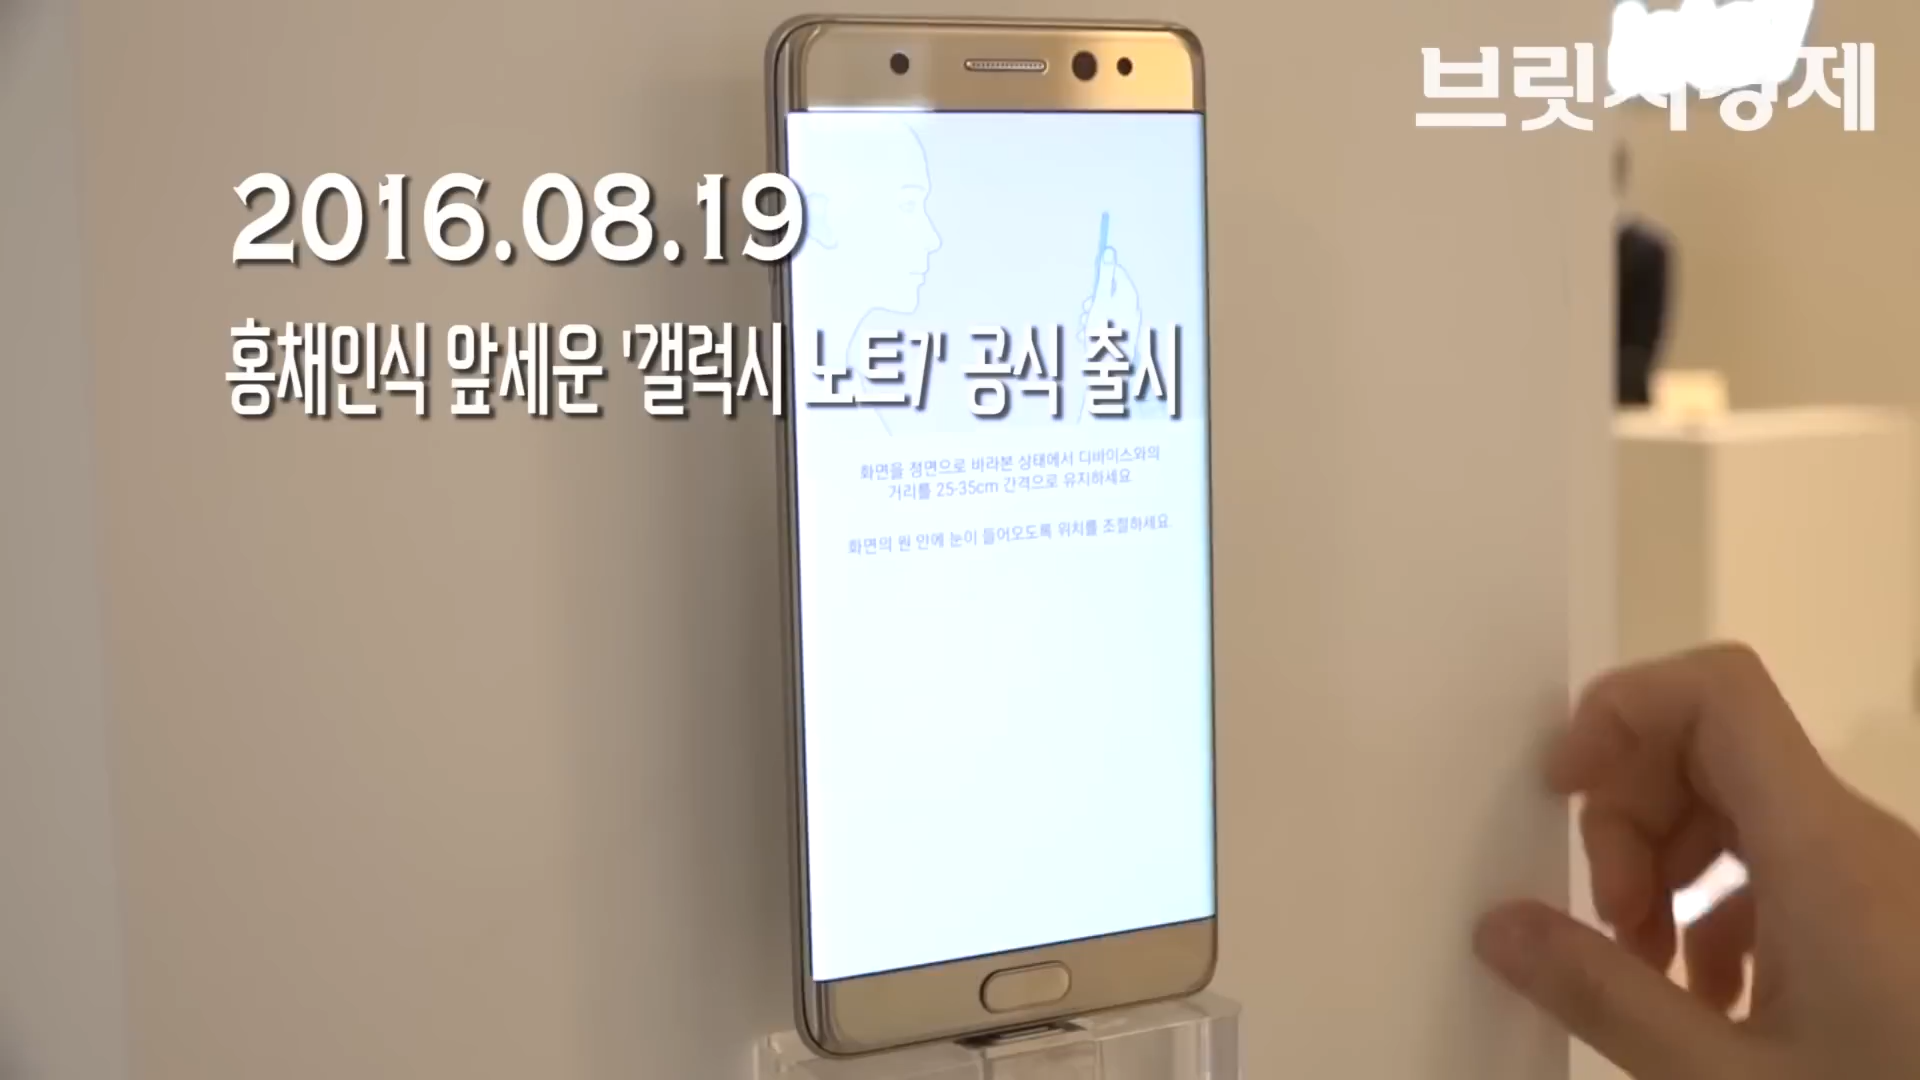 2016.08.19
홍채인식 앞세운 '갤럭시 노트7' 공식 출시
화면을 정면으로 바라본 상태에서 디바이스와의
거리를 25-35cm 간격으로 유지하세요.
화면의 원 안에 눈이 들어오도록 위치를 조절하세요.